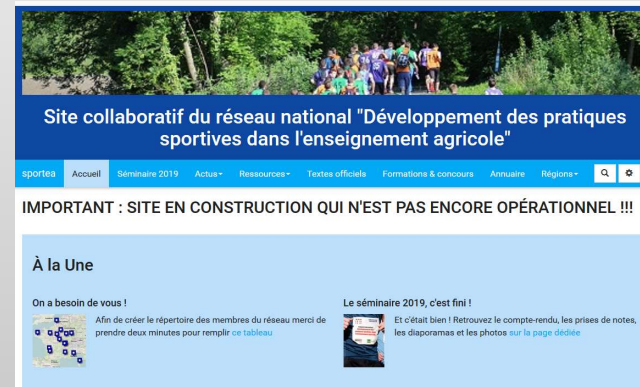 Site collaboratif du réseau national "Développement des pratiques
sportives dans l'enseignement agricole"
sportea Accueil Séminaire 2019 Actus Ressources Textes officiels Formations & concours Annuaire Régions
IMPORTANT : SITE EN CONSTRUCTION QUI N'EST PAS ENCORE OPÉRATIONNEL !!!
À la Une
On a besoin de vous !
Afin de créer le répertoire des membres du réseau merci de
prendre deux minutes pour remplir ce tableau
Le séminaire 2019, c'est fini !
Et c'était bien ! Retrouvez le compte-rendu, les prises de notes,
les diaporamas et les photos sur la page dédiée